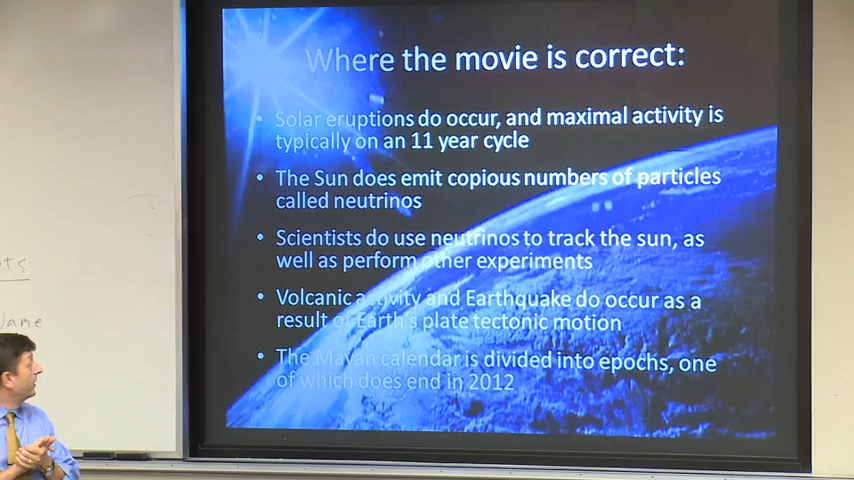 Where the movie is correct:
• Solar eruptions do occur, and maximal activity is
typically on an 11 year cycle
• The Sun does emit copious numbers of particles
called neutrinos
• Scientists do use neutrinos to track the sun, as
well as perform other experiments
• Volcanic activity and Earthquake do occur as a
result of Earth's plate tectonic motion
• The Mayan calendar is divided into epochs, one
of which does end in 2012
Name